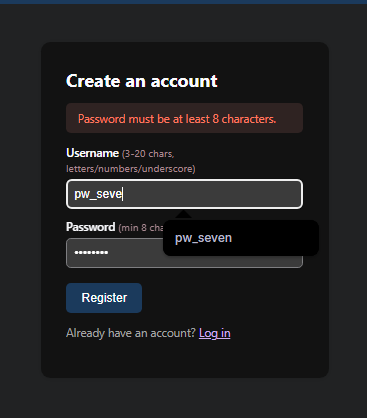 Create an account
Password must be at least 8 characters.
Username (3-20 chars,
letters/numbers/underscore)
pw_seve
Password (min 8 cha
pw_seven
••••••••
Register
Already have an account? Log in